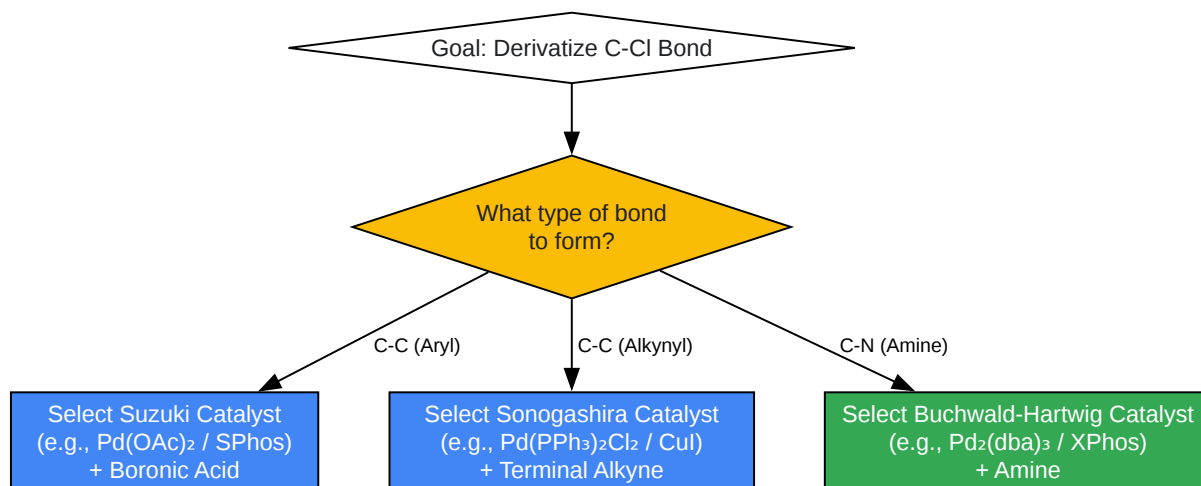 Goal: Derivatize C-Cl Bond
What type of bond
to form?
C-C (Aryl)
C-C (Alkynyl)
C-N (Amine)
Select Suzuki Catalyst
(e.g., Pd(OAc)₂ / SPhos)
+ Boronic Acid
Select Sonogashira Catalyst
(e.g., Pd(PPh₃)₂Cl₂ / CuI)
+ Terminal Alkyne
Select Buchwald-Hartwig Catalyst
(e.g., Pd₂(dba)₃ / XPhos)
+ Amine